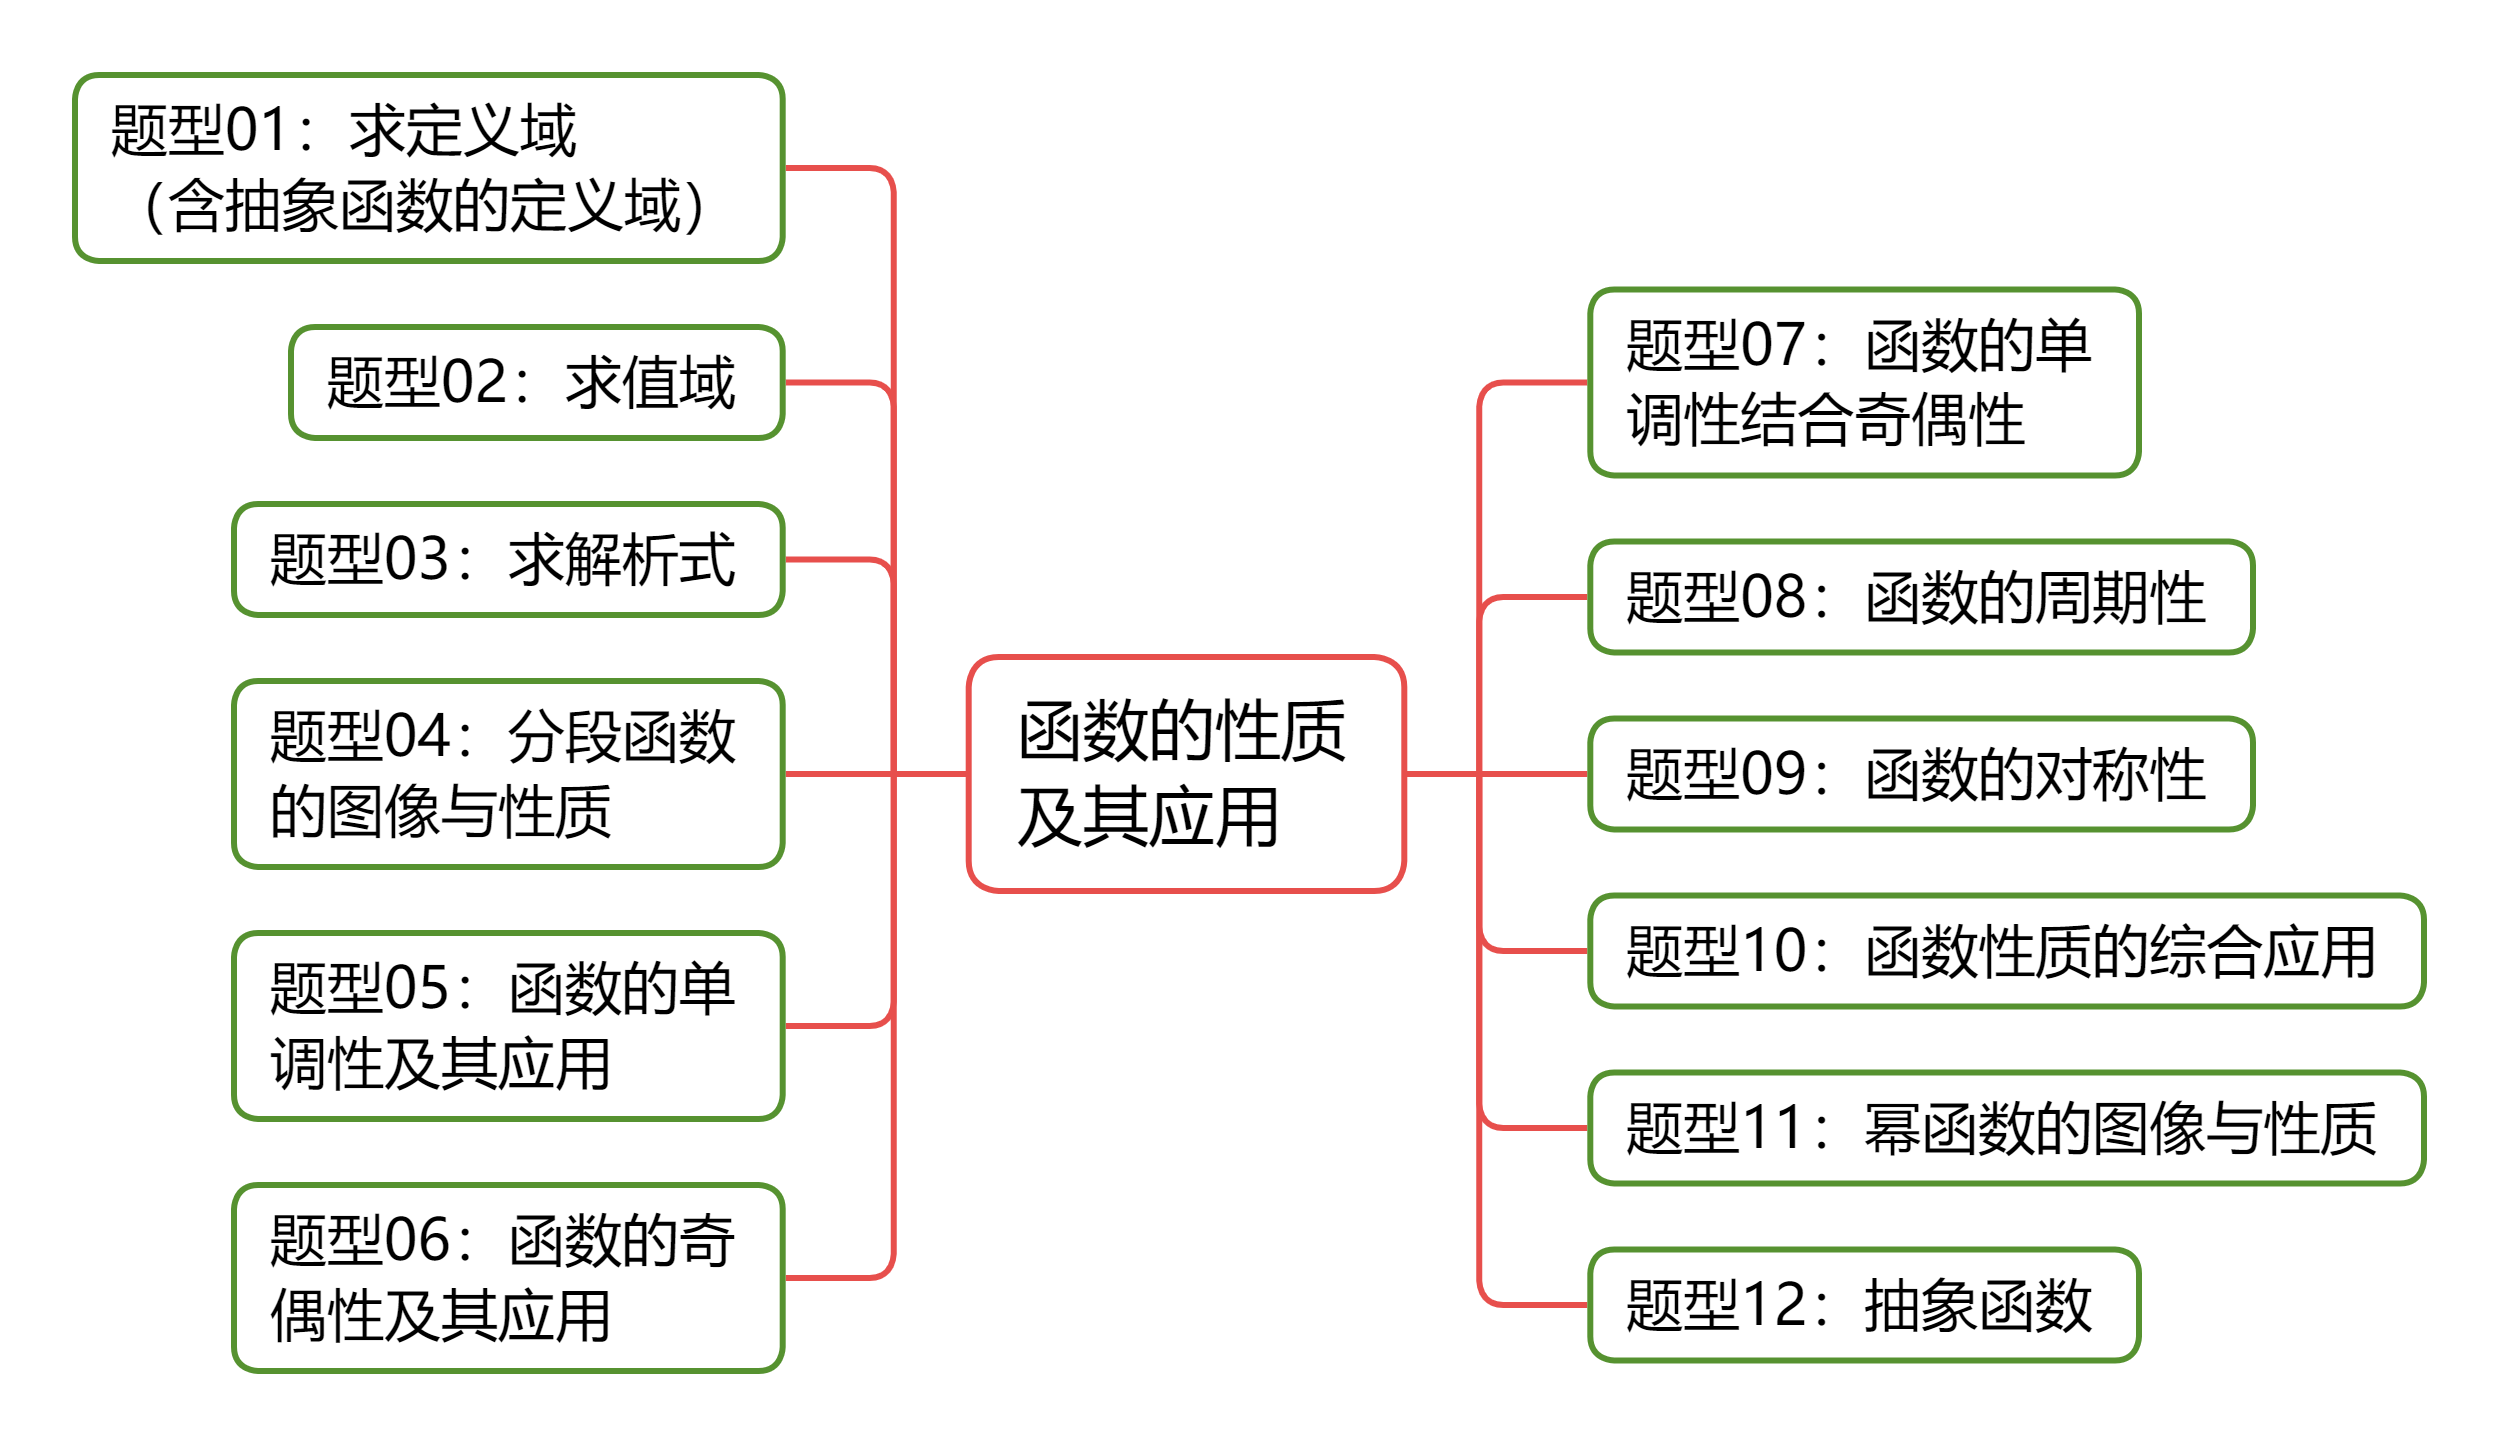 题型01：求定义域
（含抽象函数的定义域）
题型02：求值域
题型03：求解析式
题型04：分段函数
的图像与性质
题型05：函数的单
调性及其应用
题型06：函数的奇
偶性及其应用
函数的性质
及其应用
题型07：函数的单
调性结合奇偶性
题型08：函数的周期性
题型09：函数的对称性
题型10：函数性质的综合应用
题型11：幂函数的图像与性质
题型12：抽象函数